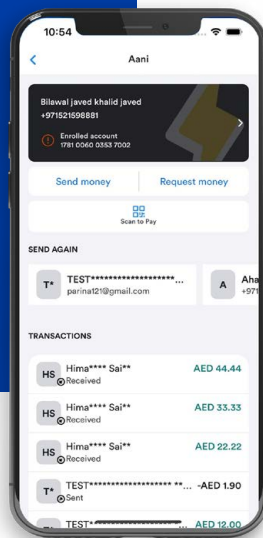 10:54
Aani
Bilawal javed khalid javed
+971521598881
Enrolled account
1781 0060 0353 7002
Send money
Request money
Scan to Pay
SEND AGAIN
T*
TEST*******************...
parina121@gmail.com
A
Aha
+971
TRANSACTIONS
HS
Hima**** Sai**
AED 44.44
Received
HS
Hima**** Sai**
AED 33.33
Received
HS
Hima**** Sai**
AED 22.22
Received
T*
TEST******************* **...
-AED 1.90
Sent
T*
TEST*
AED 12.00